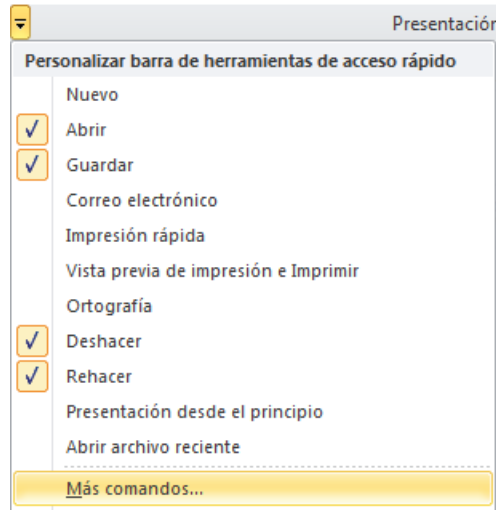 Presentación
Personalizar barra de herramientas de acceso rápido
Nuevo
Abrir
Guardar
Correo electrónico
Impresión rápida
Vista previa de impresión e Imprimir
Ortografía
Deshacer
Rehacer
Presentación desde el principio
Abrir archivo reciente
Más comandos...